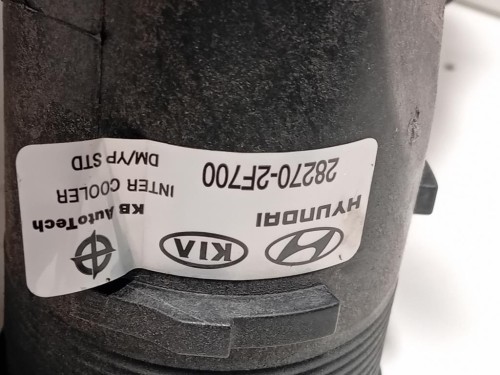 HYUNDAI KIA KB AutoTech
INTER COOLER
28270-2F700 DM/YP STD